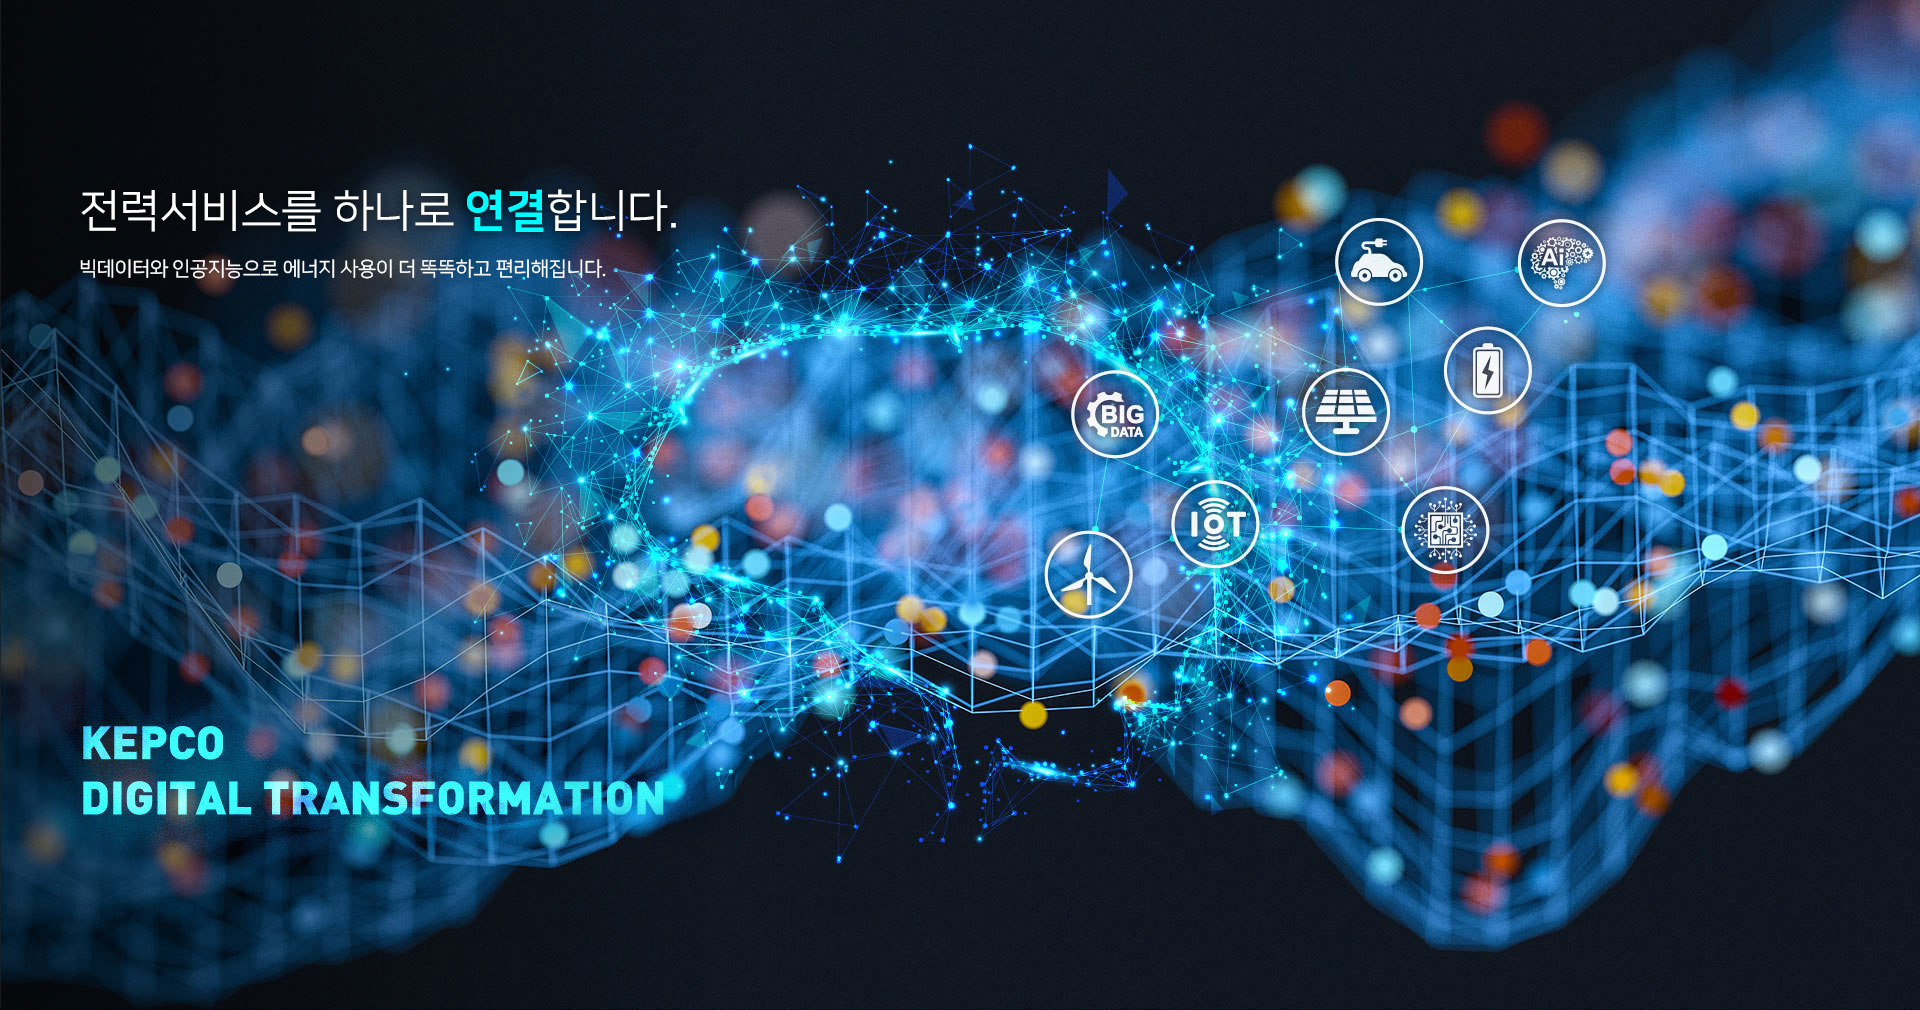 전력서비스를 하나로 연결합니다.
빅데이터와 인공지능으로 에너지 사용이 더 똑똑하고 편리해집니다.
Ai
BIG
DATA
IOT
KEPCO
DIGITAL TRANSFORMATION